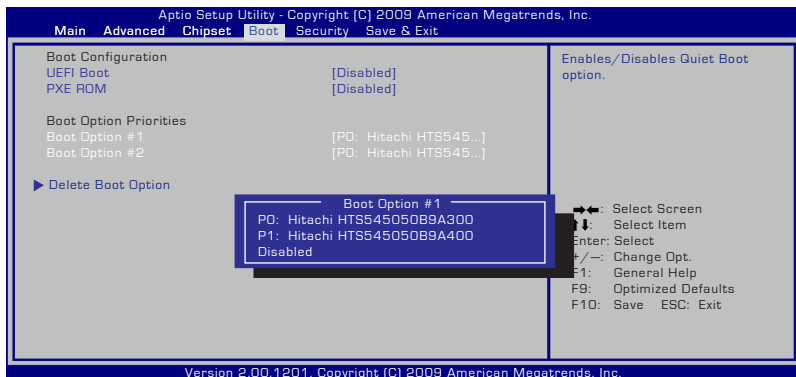 Aptio Setup Utility - Copyright (C) 2009 American Megatrends, Inc.
Main Advanced Chipset Boot Security Save & Exit
Boot Configuration
UEFI Boot [Disabled]
PXE ROM [Disabled]
Boot Option Priorities
Boot Option #1 [P0: Hitachi HTS545...]
Boot Option #2 [P0: Hitachi HTS545...]
Delete Boot Option
Boot Option #1
P0: Hitachi HTS545050B9A300
P1: Hitachi HTS545050B9A400
Disabled
Enables/Disables Quiet Boot
option.
→←: Select Screen
↑↓: Select Item
Enter: Select
+/—: Change Opt.
F1: General Help
F9: Optimized Defaults
F10: Save ESC: Exit
Version 2.00.1201. Copyright (C) 2009 American Megatrends, Inc.